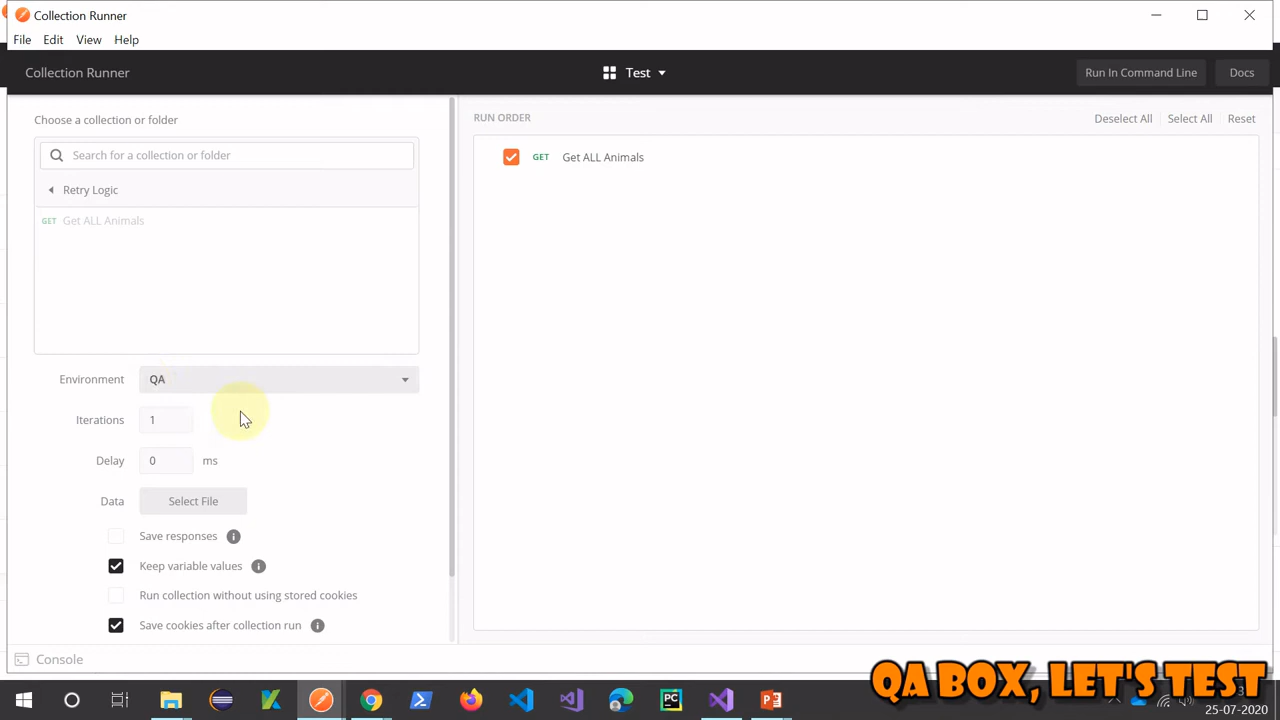 Collection Runner
File Edit View Help
Collection Runner
Test
Run In Command Line
Docs
Choose a collection or folder
Search for a collection or folder
Retry Logic
GET Get ALL Animals
Environment QA
Iterations 1
Delay 0 ms
Data Select File
Save responses
Keep variable values
Run collection without using stored cookies
Save cookies after collection run
RUN ORDER
Deselect All Select All Reset
GET Get ALL Animals
Console
QA BOX, LET'S TEST
PC
25-07-2020